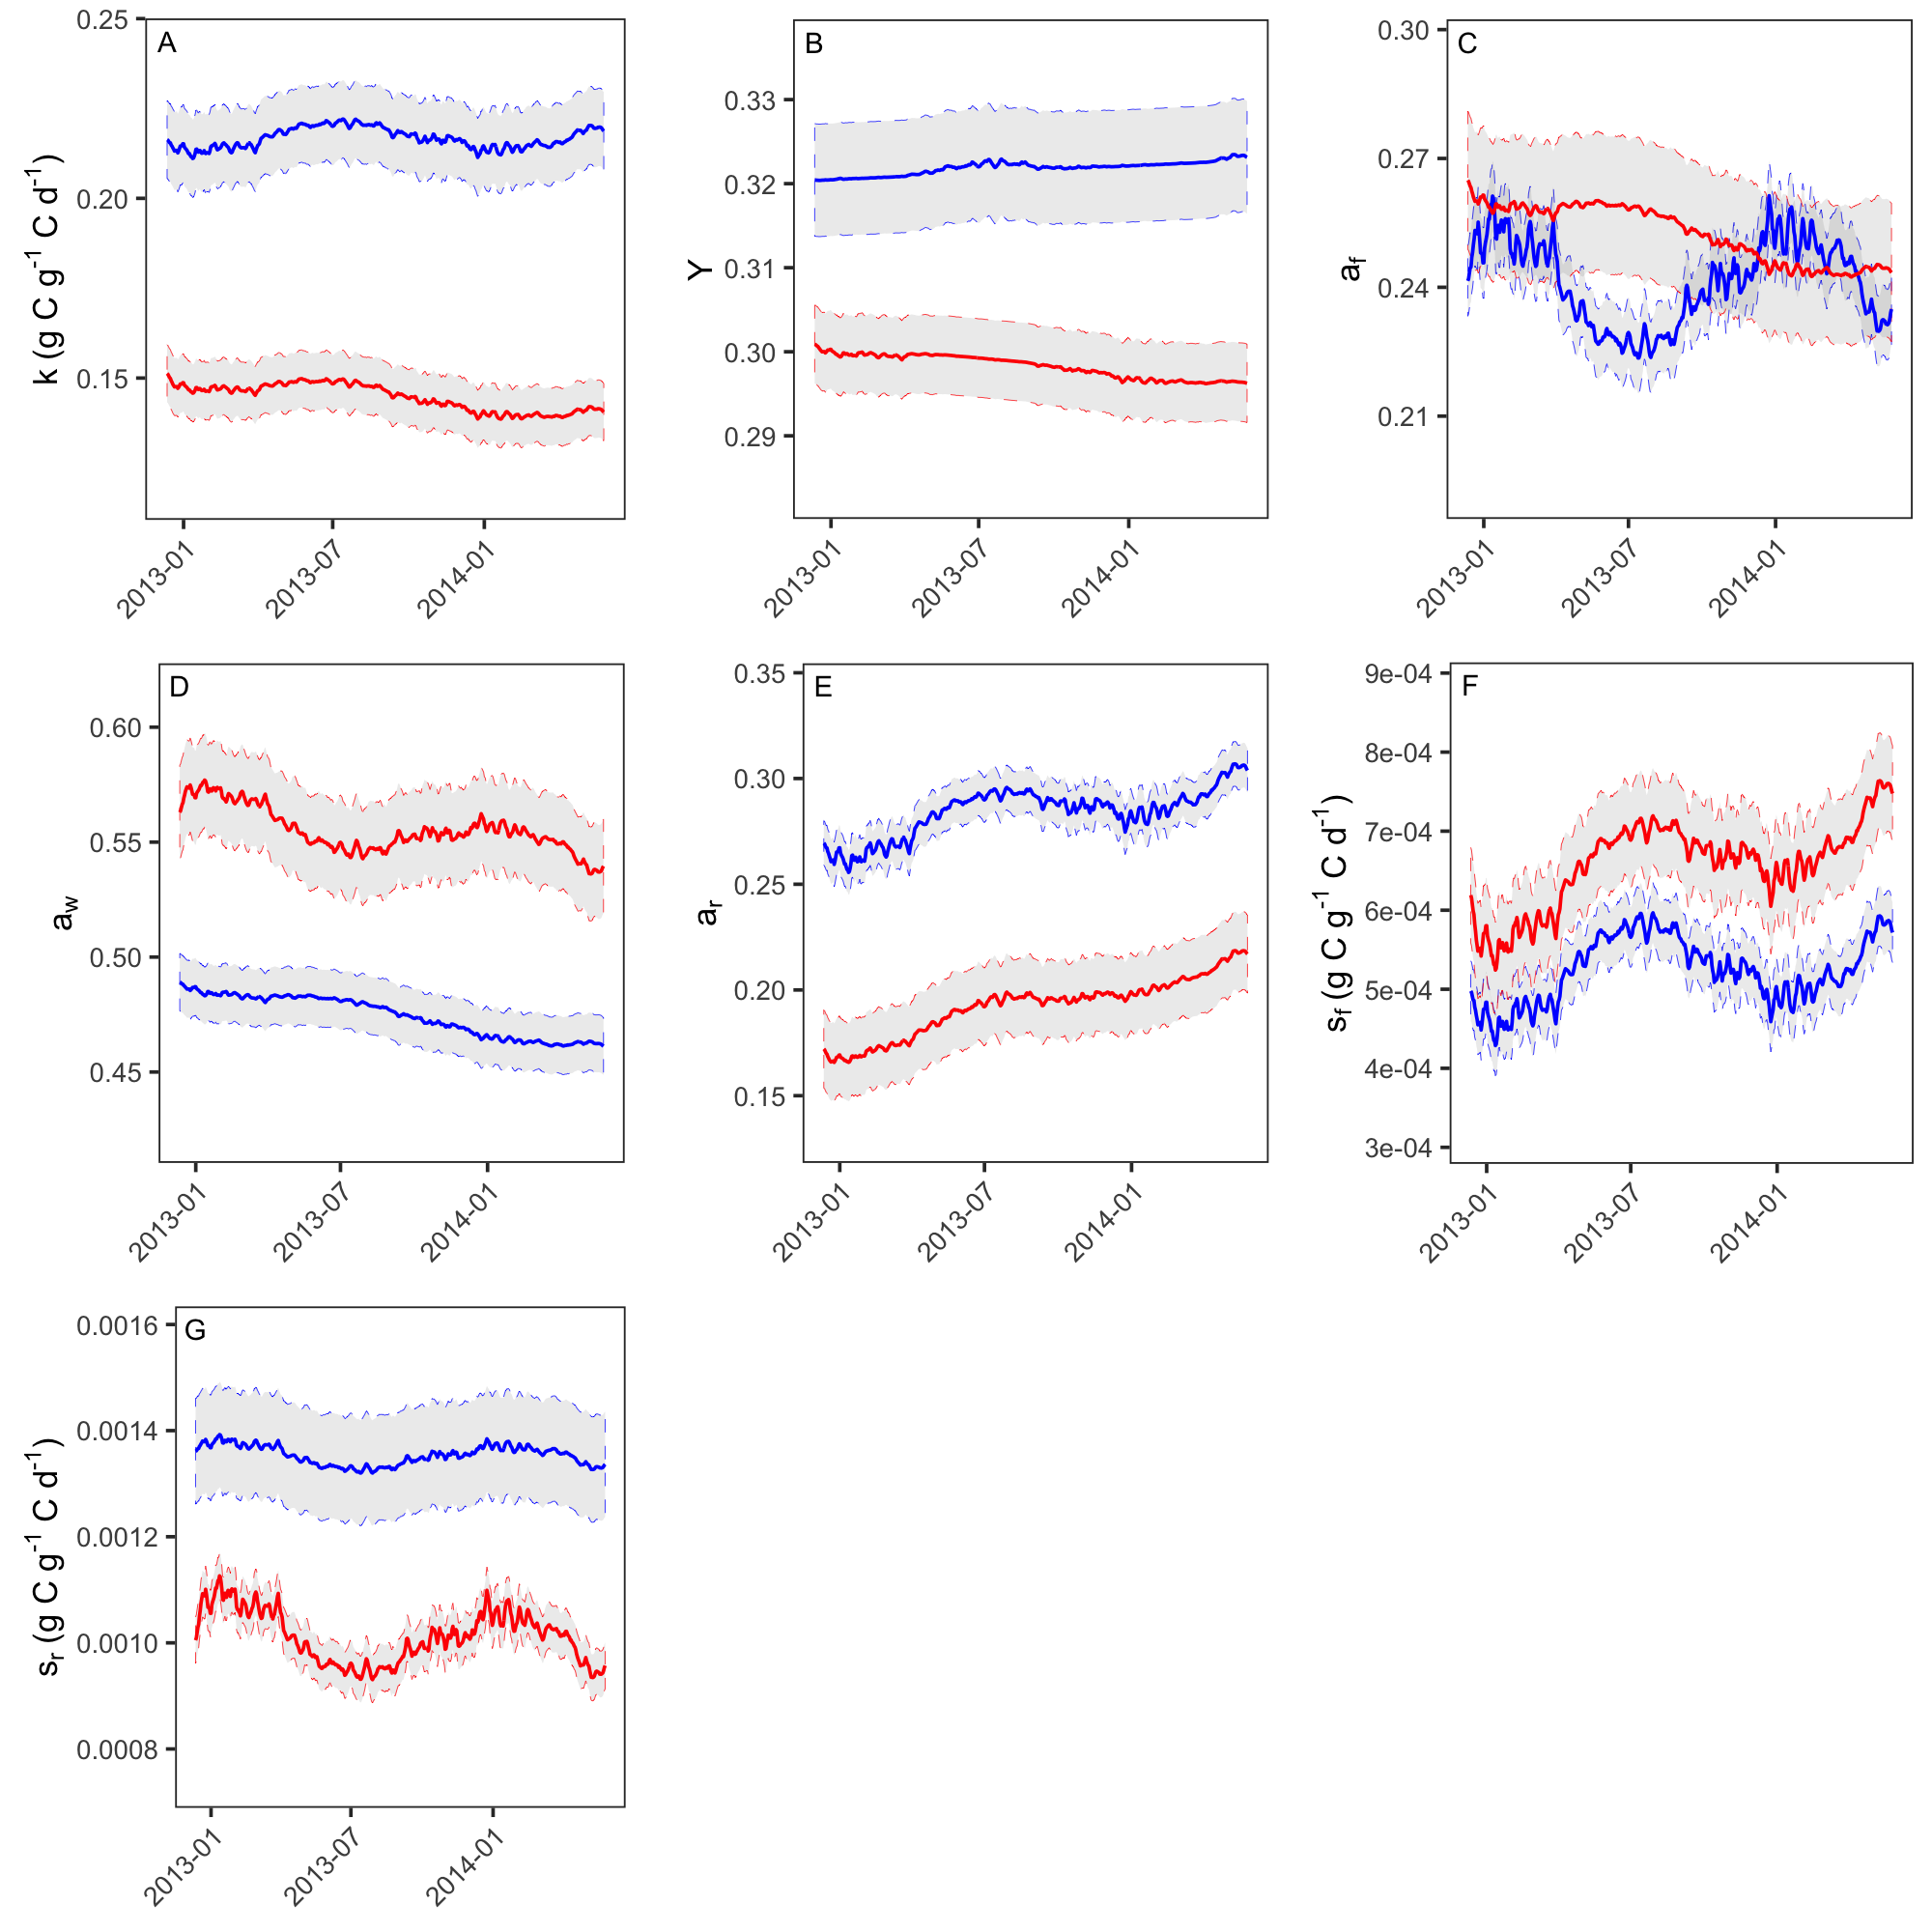 A
k (g C g⁻¹ C d⁻¹)
0.25
0.20
0.15
2013-01
2013-07
2014-01
B
Y
0.33
0.32
0.31
0.30
0.29
2013-01
2013-07
2014-01
C
af
0.30
0.27
0.24
0.21
2013-01
2013-07
2014-01
D
aw
0.60
0.55
0.50
0.45
2013-01
2013-07
2014-01
E
ar
0.35
0.30
0.25
0.20
0.15
2013-01
2013-07
2014-01
F
sf (g C g⁻¹ C d⁻¹)
9e-04
8e-04
7e-04
6e-04
5e-04
4e-04
3e-04
2013-01
2013-07
2014-01
G
sr (g C g⁻¹ C d⁻¹)
0.0016
0.0014
0.0012
0.0010
0.0008
2013-01
2013-07
2014-01